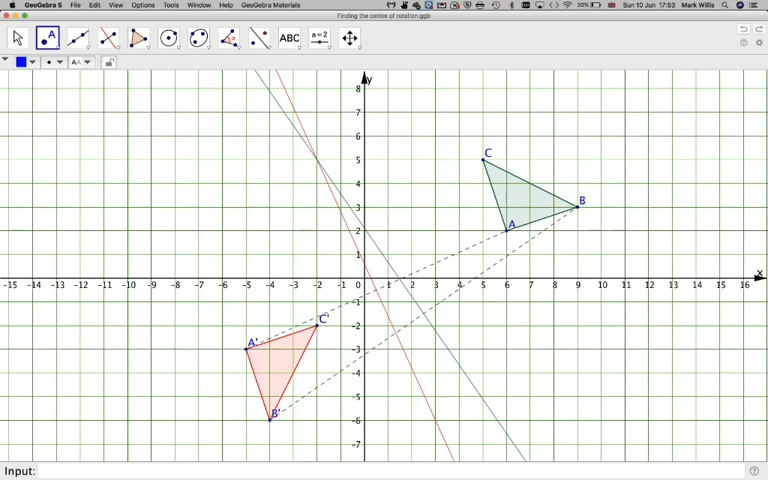 GeoGebra 5 File Edit View Options Tools Window Help GeoGebra Materials 20% Sun 10 Jun 17:53 Mark Willis
Finding the centre of rotation.ggb
A ABC a=2
AA
y
8
7
6
C 5
4
B 3
A 2
1
x
-15 -14 -13 -12 -11 -10 -9 -8 -7 -6 -5 -4 -3 -2 -1 0 1 2 3 4 5 6 7 8 9 10 11 12 13 14 15 16
-1
C' -2
A' -3
-4
-5
B' -6
-7
Input: